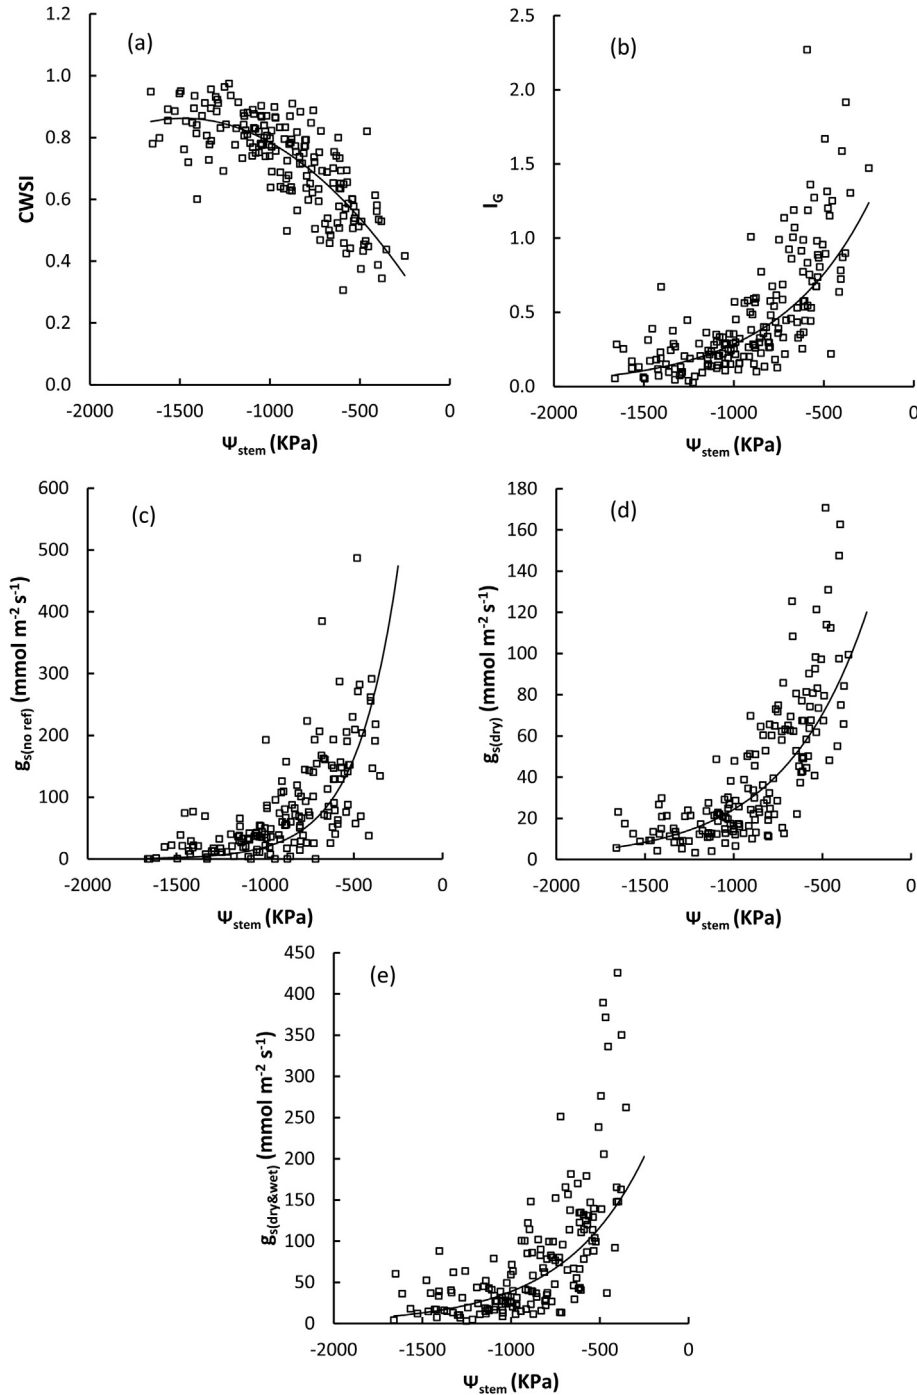 (a)
CWSI
1.2
1.0
0.8
0.6
0.4
0.2
0.0
-2000 -1500 -1000 -500 0
Ψstem (KPa)
(b)
IG
2.5
2.0
1.5
1.0
0.5
0.0
-2000 -1500 -1000 -500 0
Ψstem (KPa)
(c)
gs(no ref) (mmol m-2 s-1)
600
500
400
300
200
100
0
-2000 -1500 -1000 -500 0
Ψstem (KPa)
(d)
gs(dry) (mmol m-2 s-1)
180
160
140
120
100
80
60
40
20
0
-2000 -1500 -1000 -500 0
Ψstem (KPa)
(e)
gs(dry&wet) (mmol m-2 s-1)
450
400
350
300
250
200
150
100
50
0
-2000 -1500 -1000 -500 0
Ψstem (KPa)